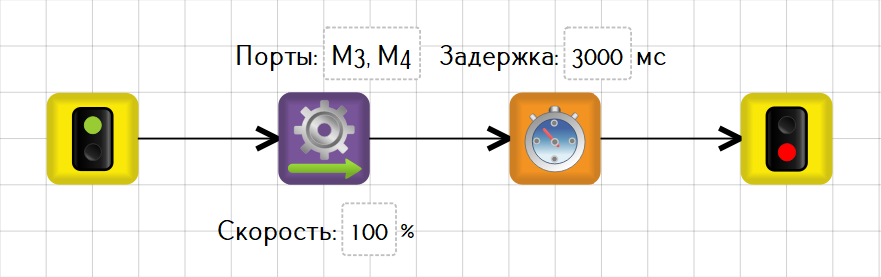 Порты: M3, M4 Задержка: 3000 мс
Скорость: 100 %